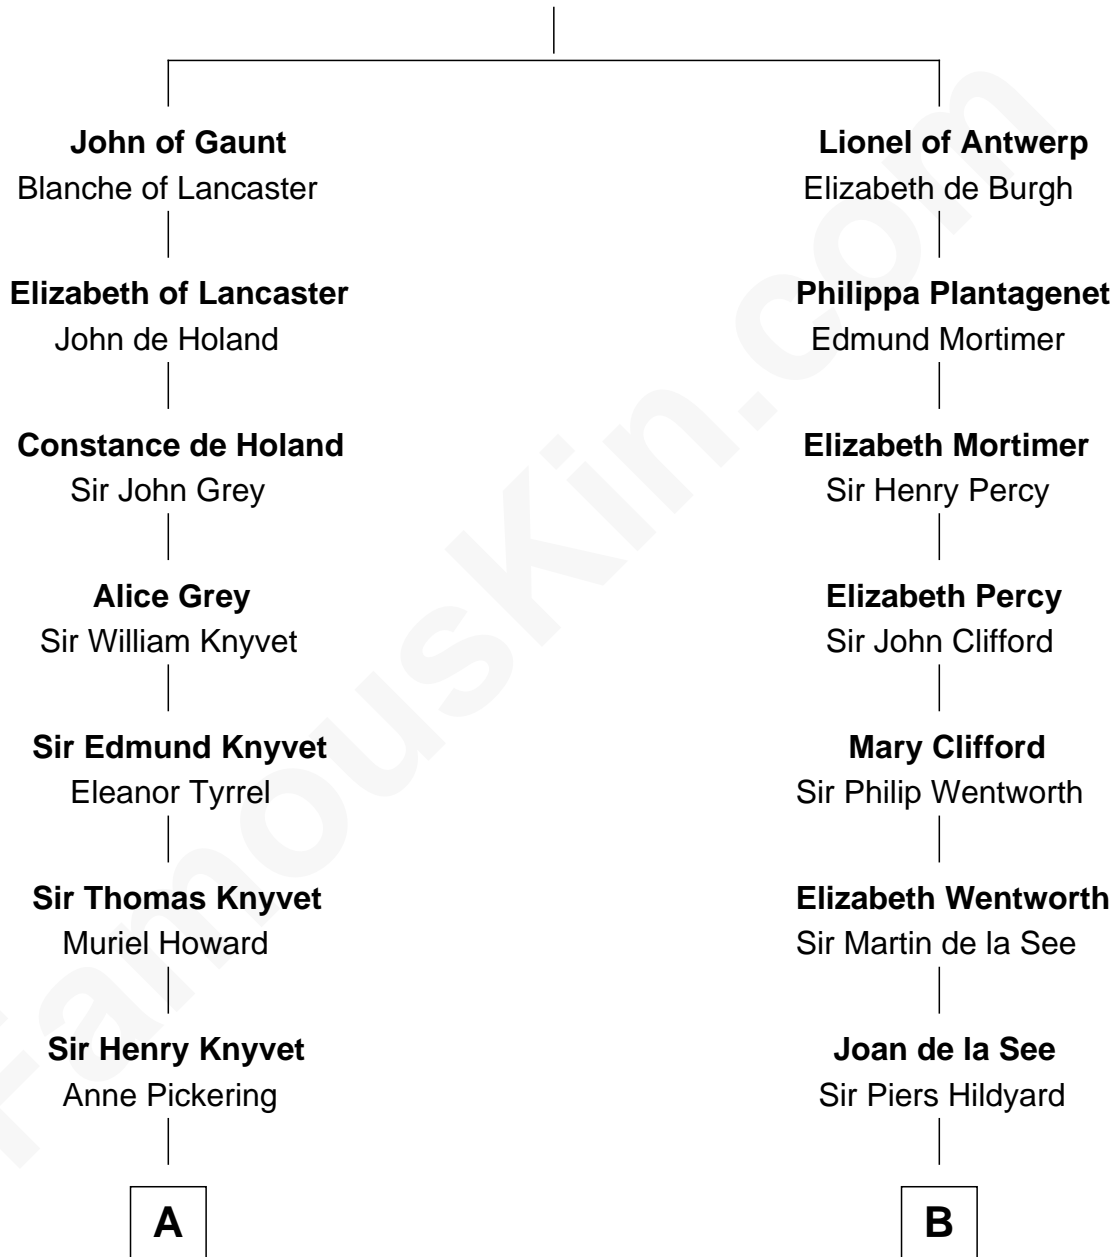 John of Gaunt
Blanche of Lancaster
Elizabeth of Lancaster
John de Holand
Constance de Holand
Sir John Grey
Alice Grey
Sir William Knyvet
Sir Edmund Knyvet
Eleanor Tyrrel
Sir Thomas Knyvet
Muriel Howard
Sir Henry Knyvet
Anne Pickering
A
Lionel of Antwerp
Elizabeth de Burgh
Philippa Plantagenet
Edmund Mortimer
Elizabeth Mortimer
Sir Henry Percy
Elizabeth Percy
Sir John Clifford
Mary Clifford
Sir Philip Wentworth
Elizabeth Wentworth
Sir Martin de la See
Joan de la See
Sir Piers Hildyard
B
FamousKin.com